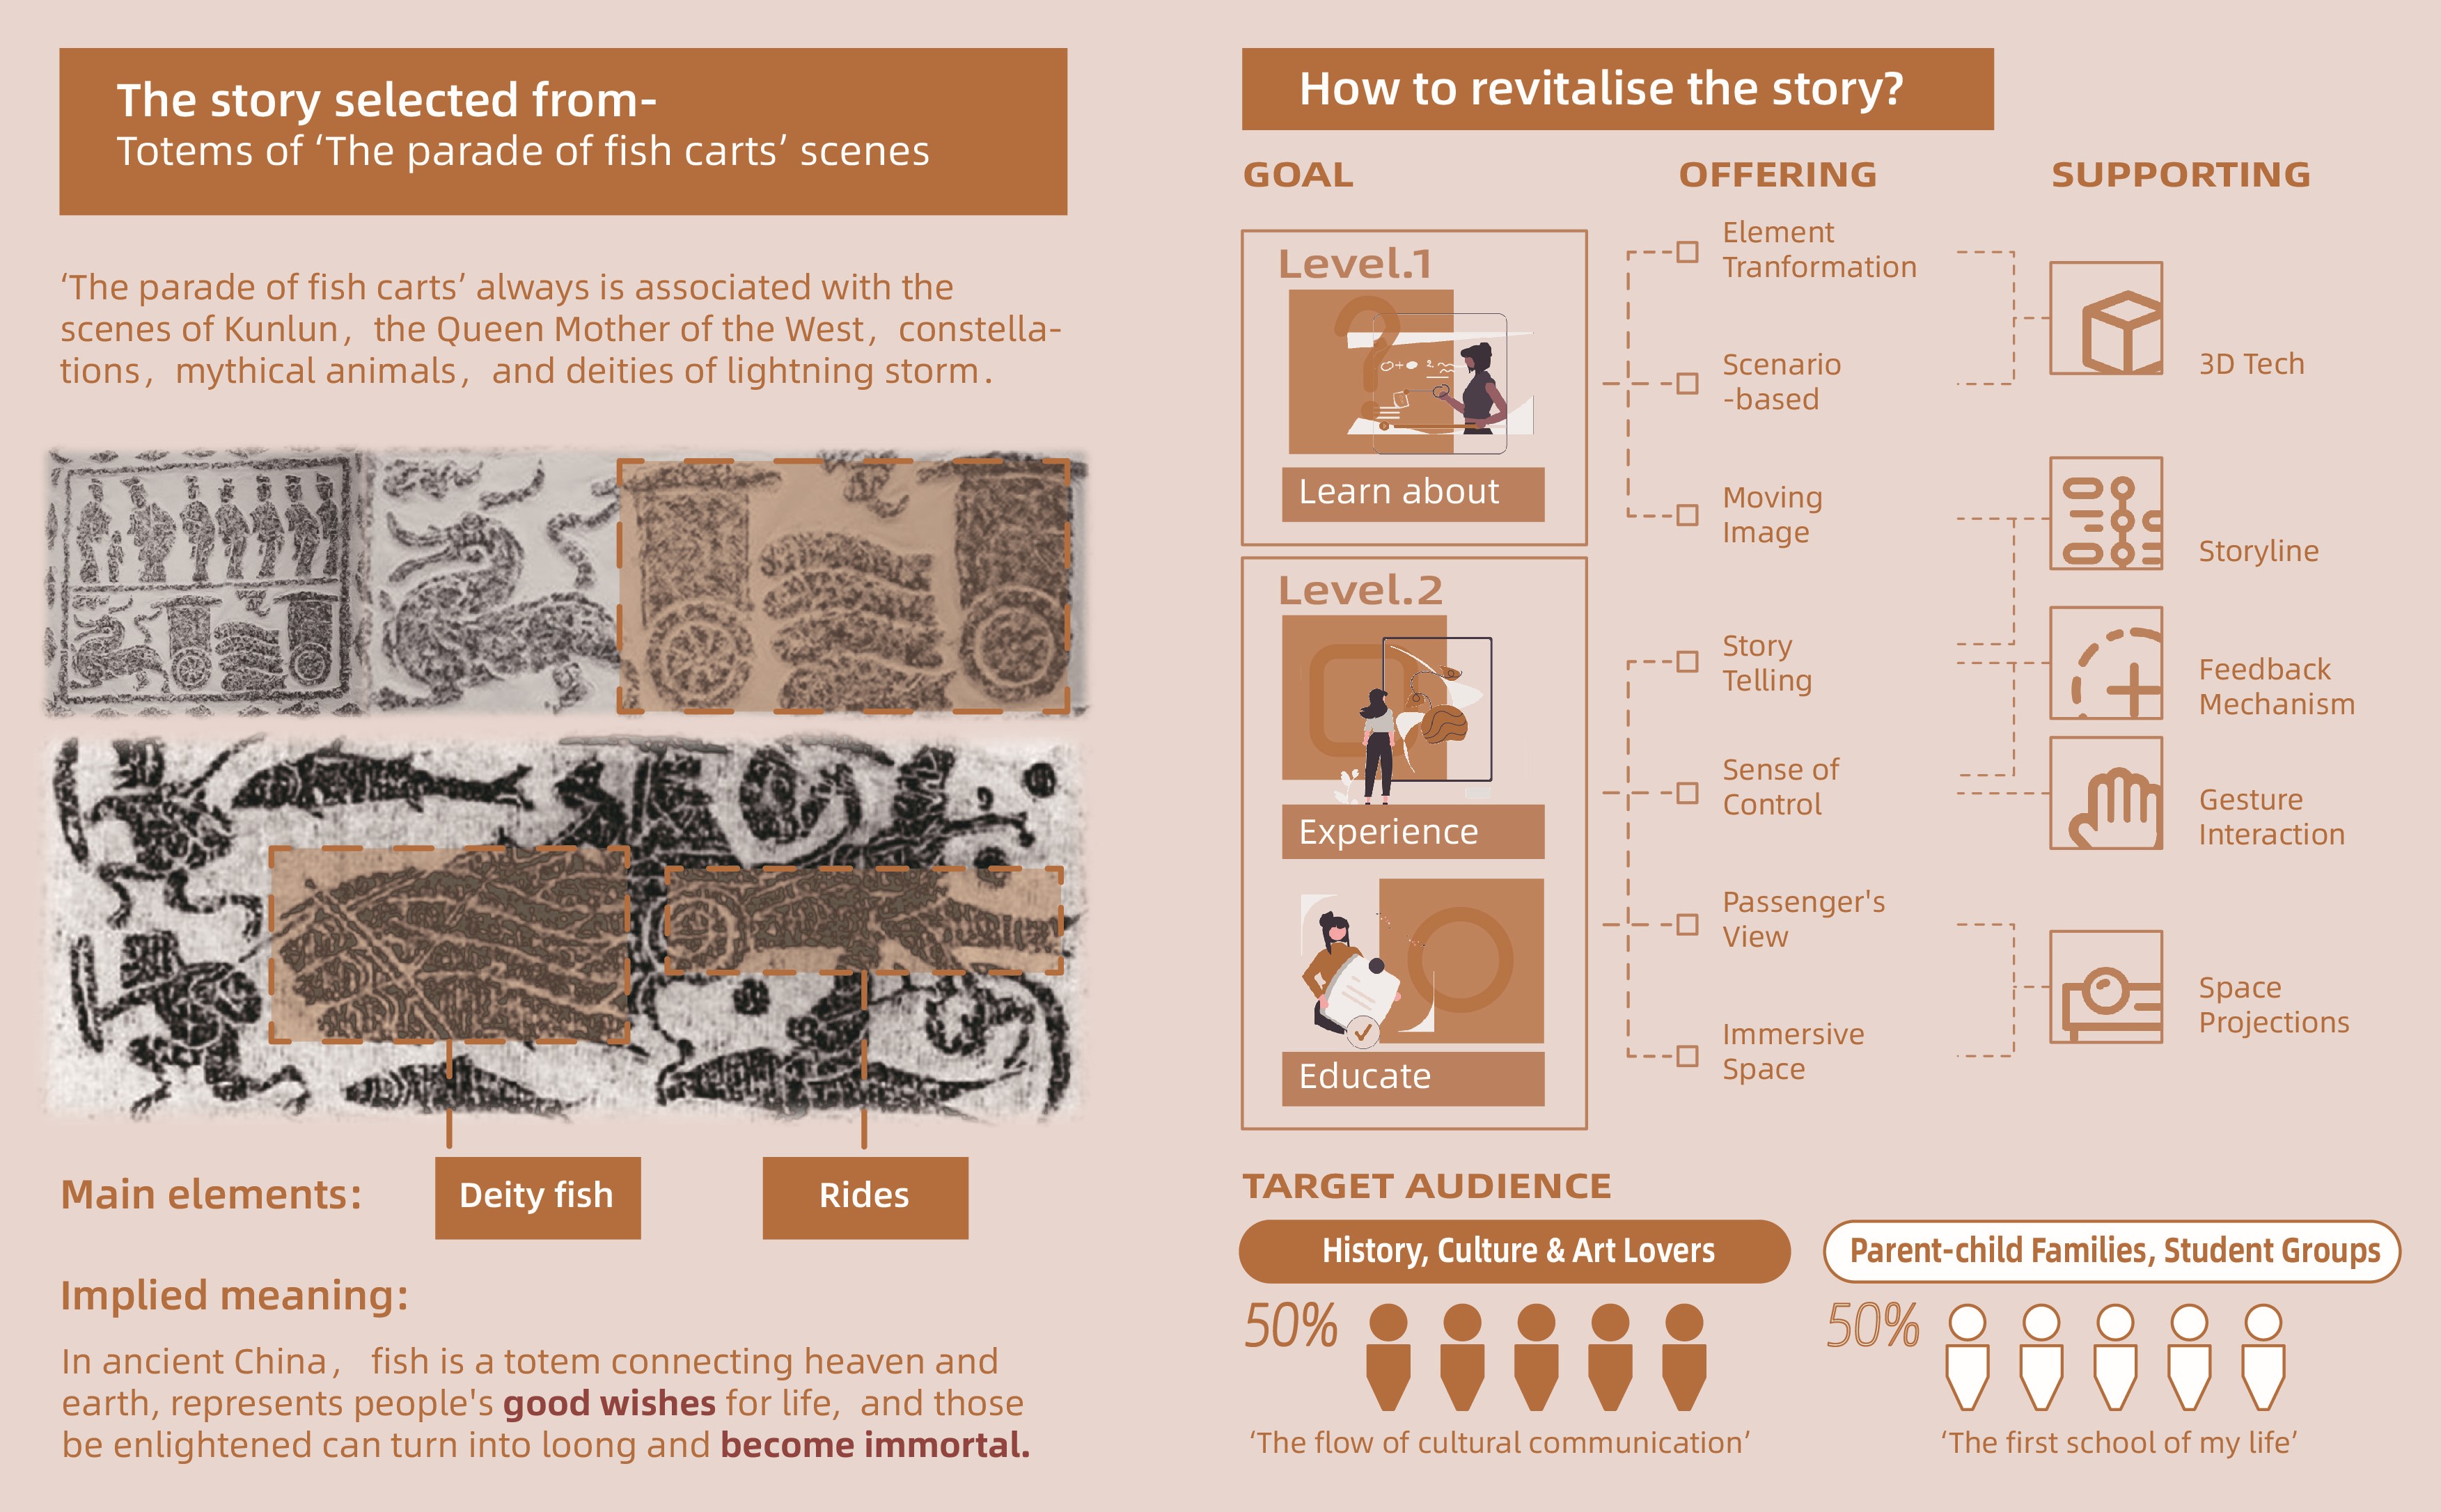 The story selected from-
Totems of ‘The parade of fish carts’ scenes
‘The parade of fish carts’ always is associated with the
scenes of Kunlun, the Queen Mother of the West, constella-
tions, mythical animals, and deities of lightning storm.
Main elements:
Deity fish
Rides
Implied meaning:
In ancient China, fish is a totem connecting heaven and
earth, represents people's good wishes for life, and those
be enlightened can turn into loong and become immortal.
How to revitalise the story?
GOAL
Level.1
Learn about
Level.2
Experience
Educate
OFFERING
Element
Tranformation
Scenario
-based
Moving
Image
Story
Telling
Sense of
Control
Passenger's
View
Immersive
Space
SUPPORTING
3D Tech
Storyline
Feedback
Mechanism
Gesture
Interaction
Space
Projections
TARGET AUDIENCE
History, Culture & Art Lovers
50%
‘The flow of cultural communication’
Parent-child Families, Student Groups
50%
‘The first school of my life’